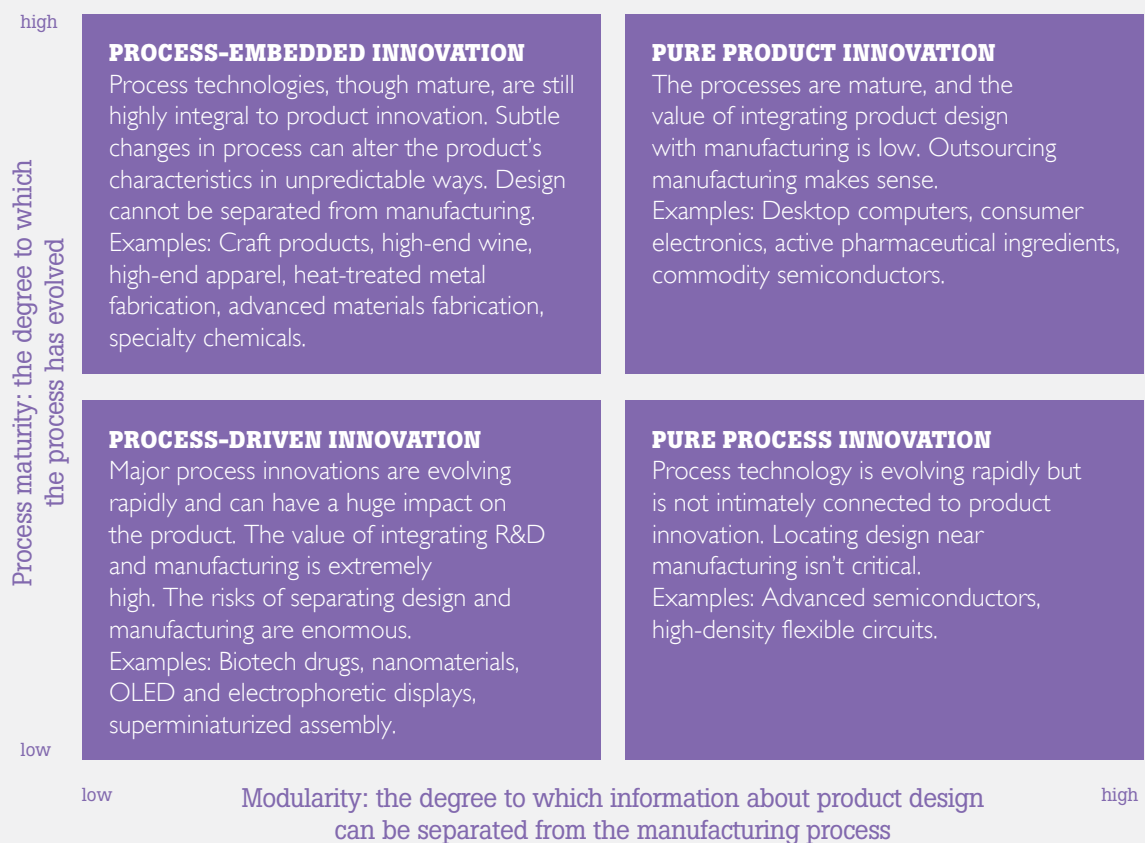 high
PROCESS-EMBEDDED INNOVATION
Process technologies, though mature, are still
highly integral to product innovation. Subtle
changes in process can alter the product's
characteristics in unpredictable ways. Design
cannot be separated from manufacturing.
Examples: Craft products, high-end wine,
high-end apparel, heat-treated metal
fabrication, advanced materials fabrication,
specialty chemicals.
PURE PRODUCT INNOVATION
The processes are mature, and the
value of integrating product design
with manufacturing is low. Outsourcing
manufacturing makes sense.
Examples: Desktop computers, consumer
electronics, active pharmaceutical ingredients,
commodity semiconductors.
Process maturity: the degree to which
the process has evolved
PROCESS-DRIVEN INNOVATION
Major process innovations are evolving
rapidly and can have a huge impact on
the product. The value of integrating R&D
and manufacturing is extremely
high. The risks of separating design and
manufacturing are enormous.
Examples: Biotech drugs, nanomaterials,
OLED and electrophoretic displays,
superminiaturized assembly.
PURE PROCESS INNOVATION
Process technology is evolving rapidly but
is not intimately connected to product
innovation. Locating design near
manufacturing isn't critical.
Examples: Advanced semiconductors,
high-density flexible circuits.
low
low
Modularity: the degree to which information about product design
can be separated from the manufacturing process
high